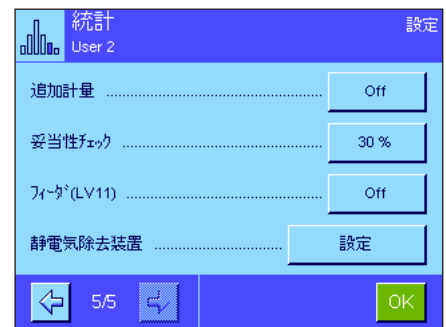 統計 設定
User 2
追加計量 ........................................................ Off
妥当性ﾁｪｯｸ ..................................................... 30 %
ﾌｨｰﾀﾞ(LV11) .................................................... Off
静電気除去装置 ................................... 設定
5/5 OK